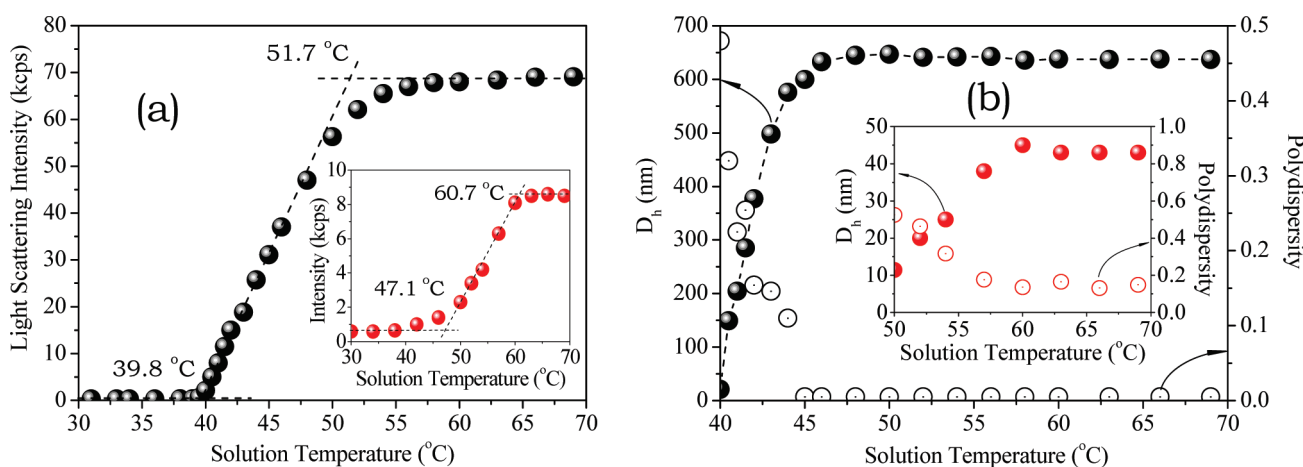 (a)
Light Scattering Intensity (kcps)
80
70
60
50
40
30
20
10
0
30 35 40 45 50 55 60 65 70
Solution Temperature (°C)
51.7 °C
39.8 °C
Intensity (kcps)
10
8
6
4
2
0
30 40 50 60 70
Solution Temperature (°C)
60.7 °C
47.1 °C
(b)
D_h (nm)
700
600
500
400
300
200
100
0
40 45 50 55 60 65 70
Solution Temperature (°C)
0.5
0.4
0.3
0.2
0.1
0.0
Polydispersity
D_h (nm)
50
40
30
20
10
0
50 55 60 65 70
Solution Temperature (°C)
1.0
0.8
0.6
0.4
0.2
0.0
Polydispersity